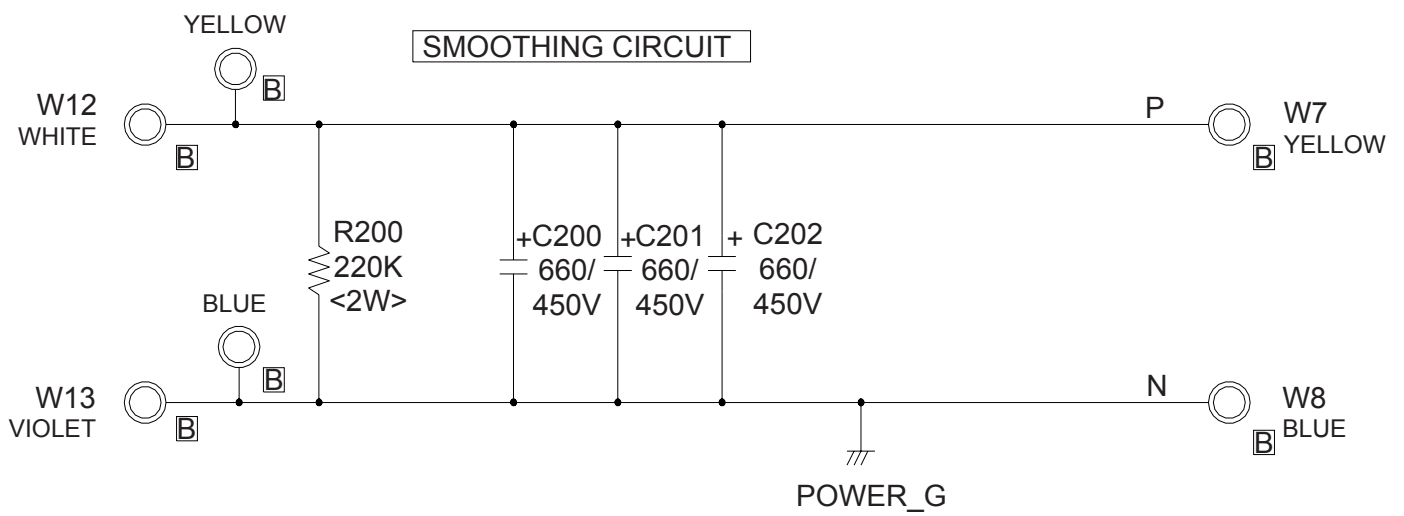 YELLOW
SMOOTHING CIRCUIT
B
W12
WHITE
B
P
W7
YELLOW
B
R200
220K
<2W>
+C200
660/
450V
+C201
660/
450V
+ C202
660/
450V
BLUE
B
W13
VIOLET
B
N
W8
BLUE
B
POWER_G